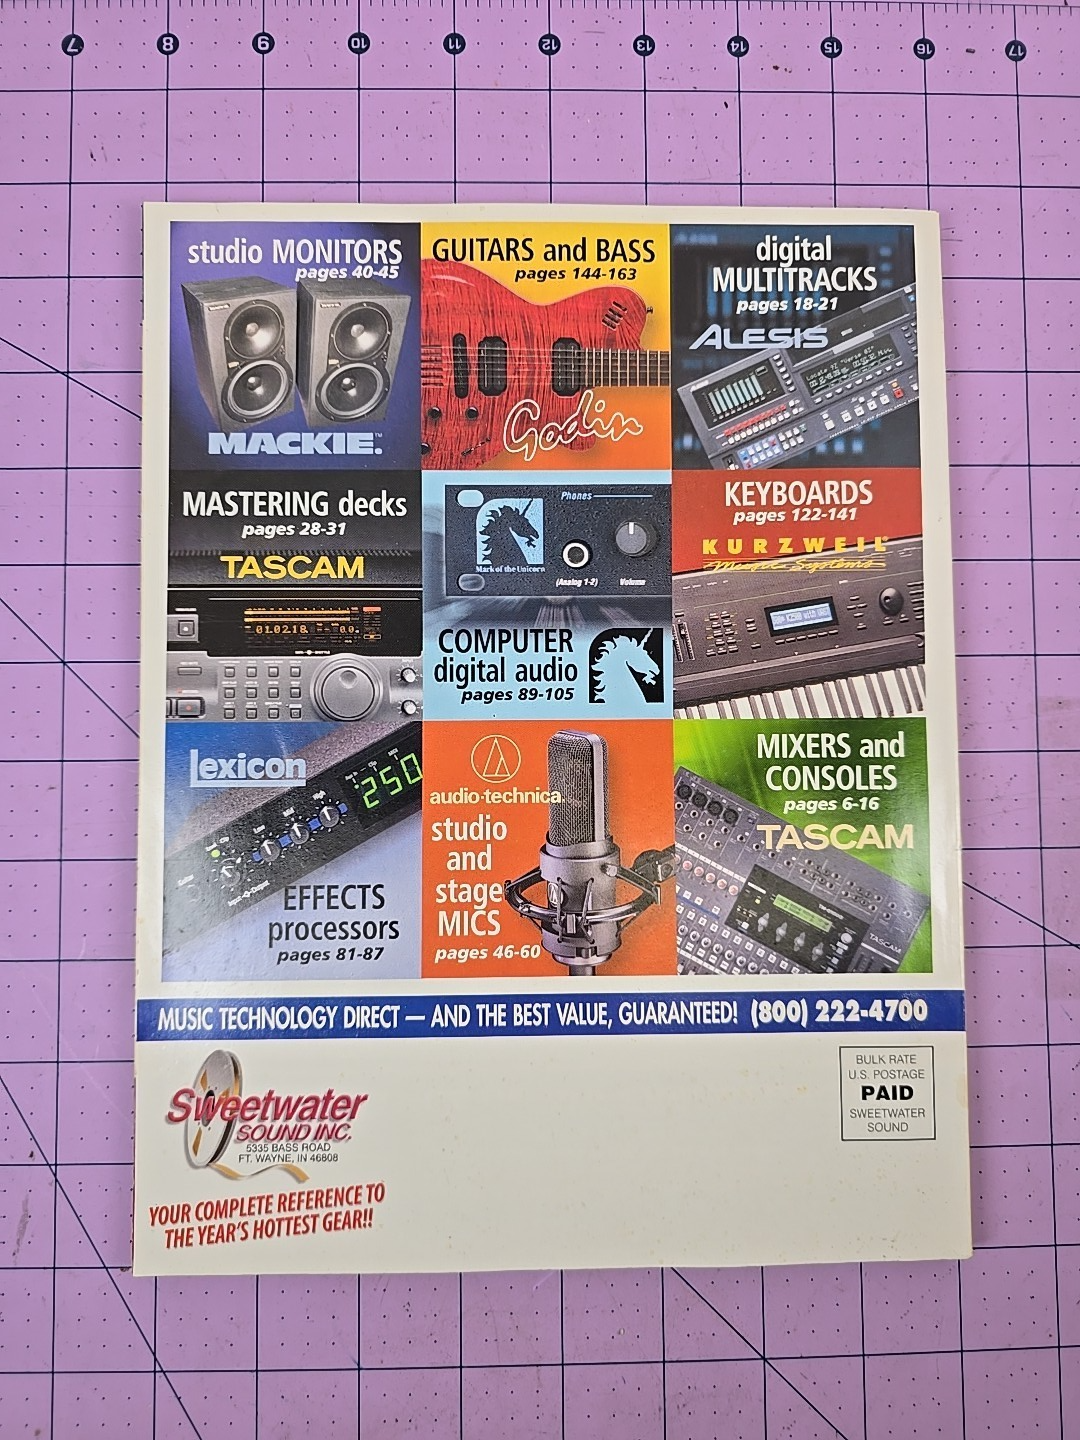 7 8 9 10 11 12 13 14 15 16 17
studio MONITORS
pages 40-45
MACKIE.™
GUITARS and BASS
pages 144-163
Godin
digital
MULTITRACKS
pages 18-21
ALESIS
MASTERING decks
pages 28-31
TASCAM
01.02.18
Phones
Mark of the Unicorn
(Analog 1-2)
Volume
COMPUTER
digital audio
pages 89-105
KEYBOARDS
pages 122-141
KURZWEIL
Music Systems
Lexicon
250
EFFECTS
processors
pages 81-87
audio-technica.
studio
and
stage
MICS
pages 46-60
MIXERS and
CONSOLES
pages 6-16
TASCAM
TASCAM
MUSIC TECHNOLOGY DIRECT — AND THE BEST VALUE, GUARANTEED! (800) 222-4700
Sweetwater
SOUND INC.
5335 BASS ROAD
FT. WAYNE, IN 46808
YOUR COMPLETE REFERENCE TO
THE YEAR'S HOTTEST GEAR!!
BULK RATE
U.S. POSTAGE
PAID
SWEETWATER
SOUND